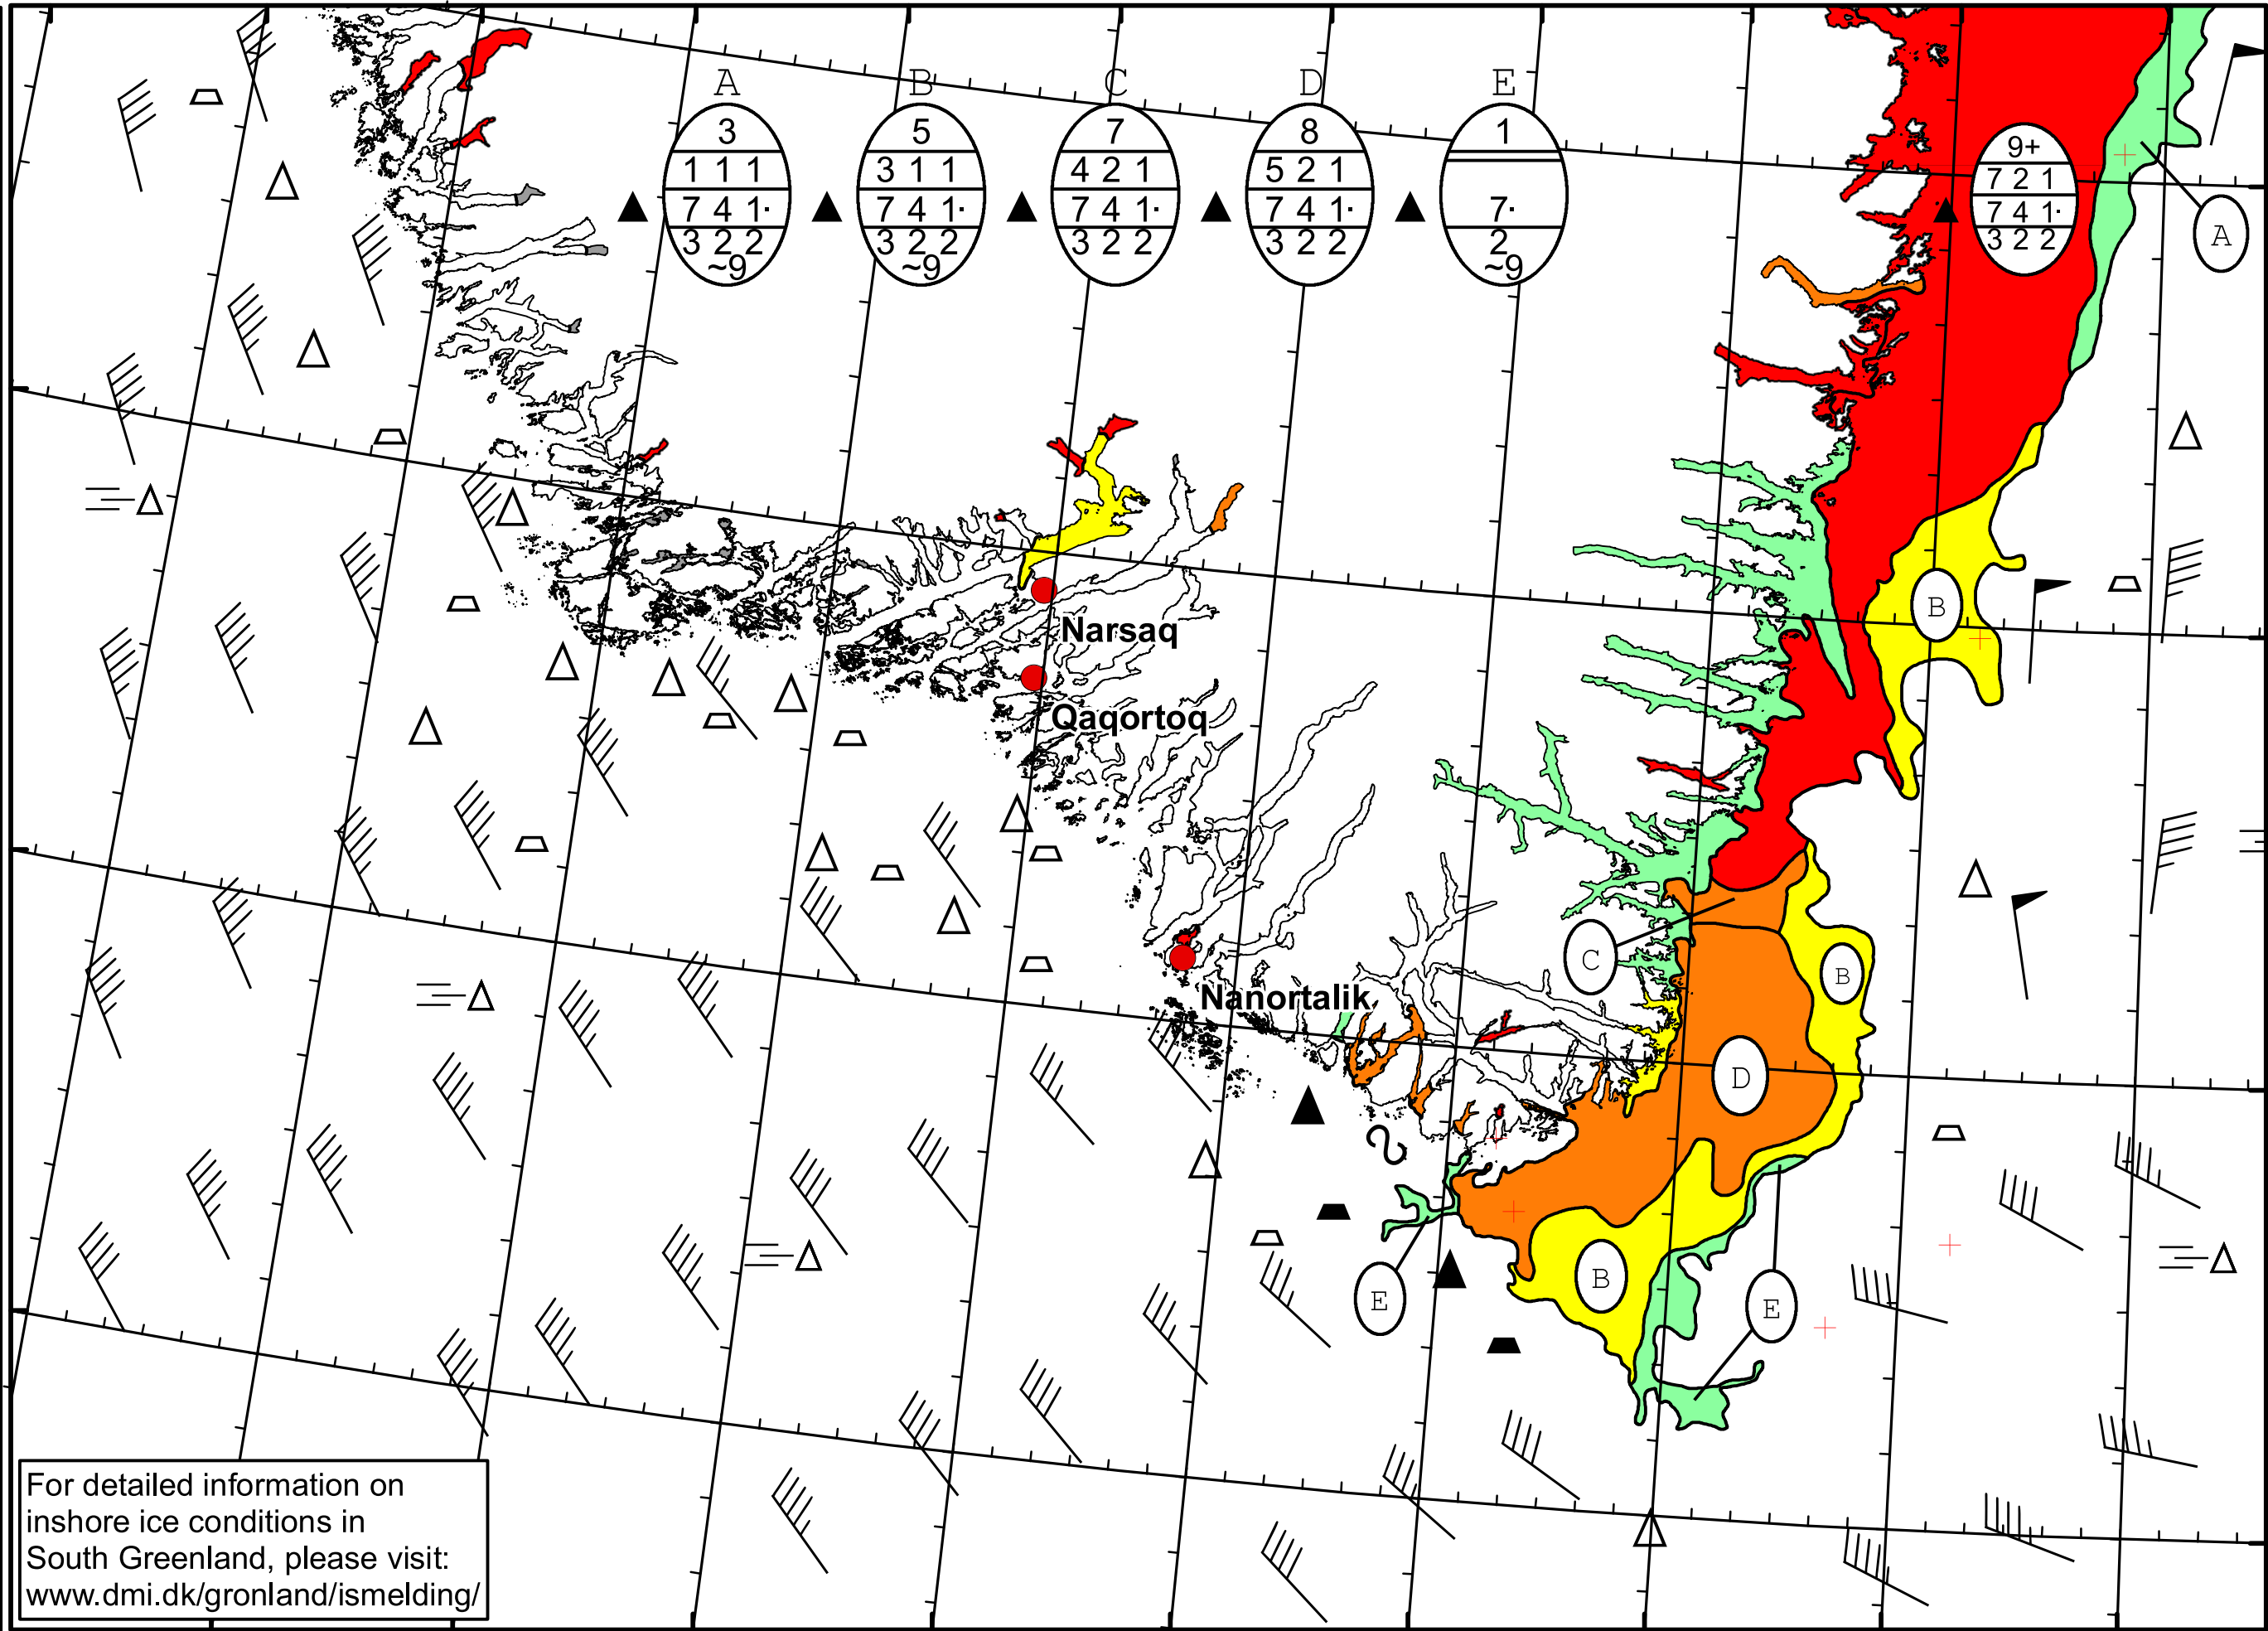 A B C D E
3 5 7 8 1
1 1 1 3 1 1 4 2 1 5 2 1
7 4 1· 7 4 1· 7 4 1· 7 4 1· 7·
3 2 2 3 2 2 3 2 2 3 2 2 2
~9 ~9 ~9
9+
7 2 1
7 4 1·
3 2 2
A
B
Narsaq
Qaqortoq
C
B
Nanortalik
D
B
E
E
For detailed information on
inshore ice conditions in
South Greenland, please visit:
www.dmi.dk/gronland/ismelding/